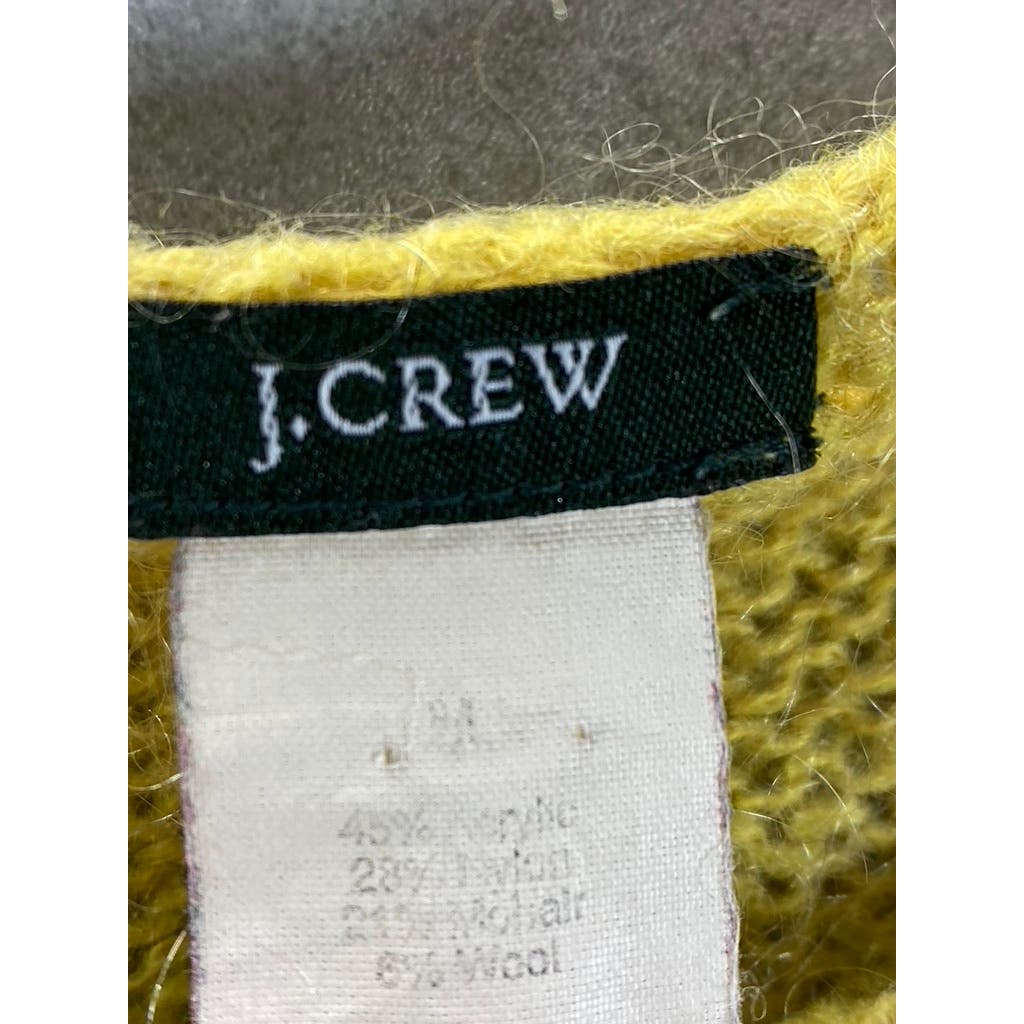 J.CREW
45% Acrylic
28% Nylon
21% Mohair
6% Wool